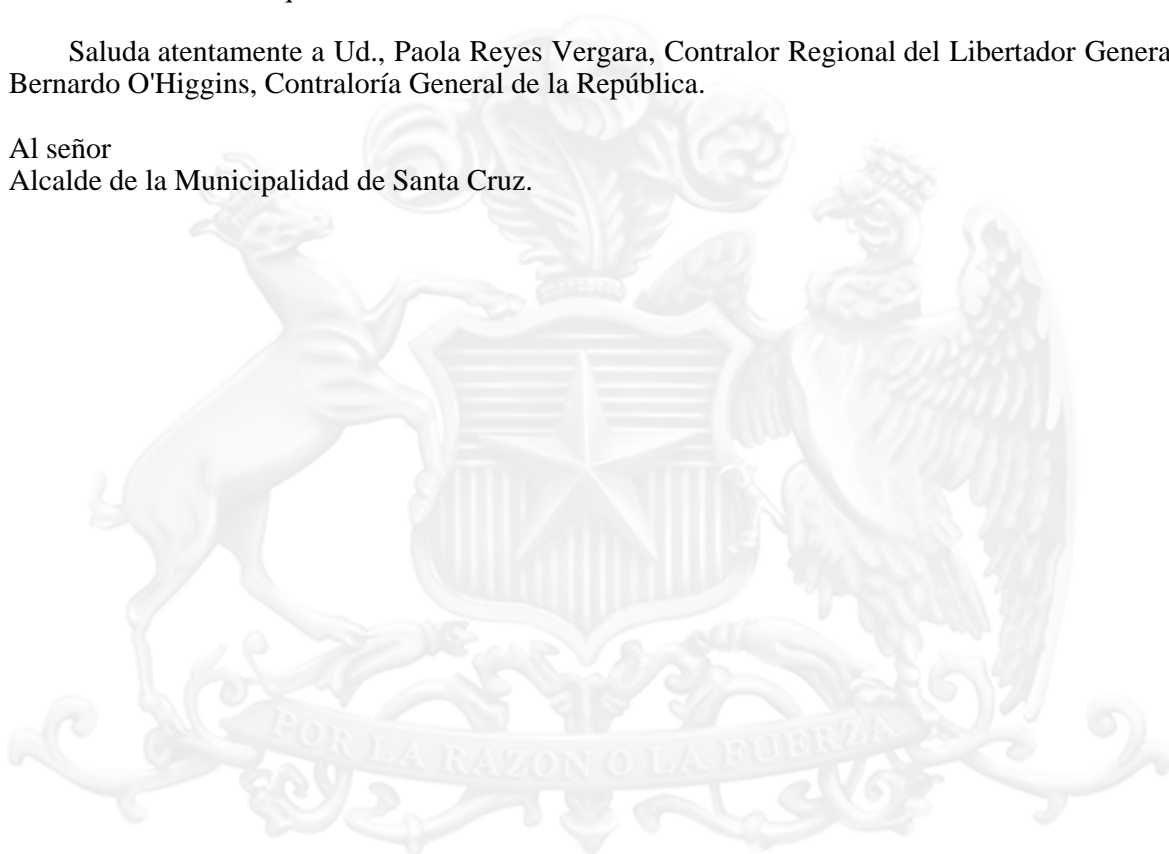 Saluda atentamente a Ud., Paola Reyes Vergara, Contralor Regional del Libertador Genera
Bernardo O'Higgins, Contraloría General de la República.
Al señor
Alcalde de la Municipalidad de Santa Cruz.
POR LA RAZON O LA FUERZA